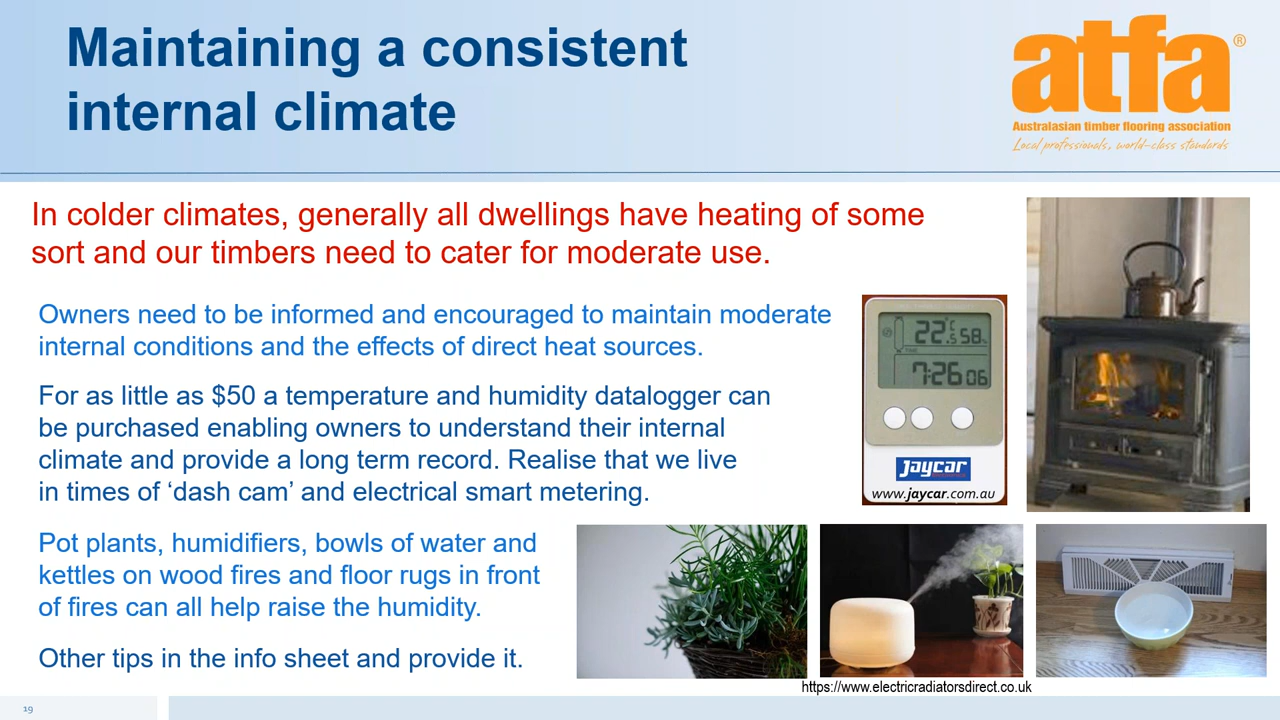 Maintaining a consistent
internal climate
atfa®
Australasian timber flooring association
Local professionals, world-class standards
In colder climates, generally all dwellings have heating of some
sort and our timbers need to cater for moderate use.
Owners need to be informed and encouraged to maintain moderate
internal conditions and the effects of direct heat sources.
For as little as $50 a temperature and humidity datalogger can
be purchased enabling owners to understand their internal
climate and provide a long term record. Realise that we live
in times of ‘dash cam’ and electrical smart metering.
22.5°C 58%
TIME
7:26 06
Jaycar
www.jaycar.com.au
Pot plants, humidifiers, bowls of water and
kettles on wood fires and floor rugs in front
of fires can all help raise the humidity.
Other tips in the info sheet and provide it.
https://www.electricradiatorsdirect.co.uk
19